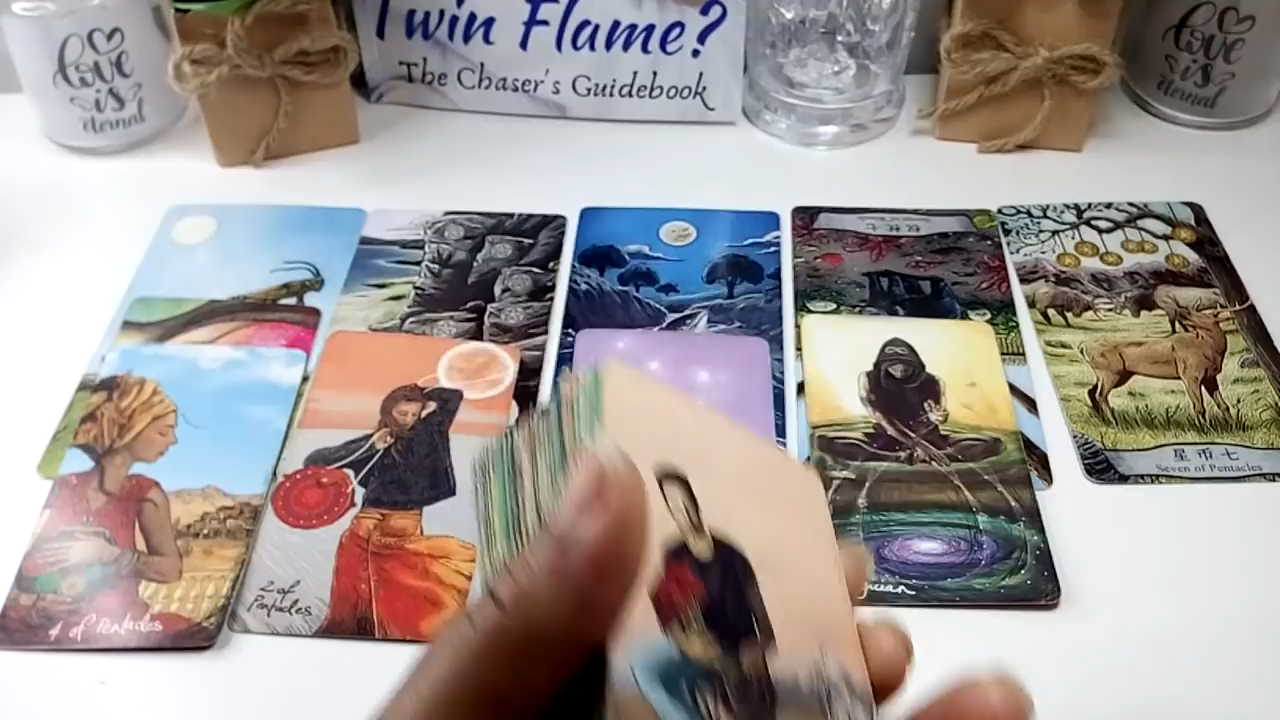 love
is
eternal
Twin Flame?
The Chaser's Guidebook
love
is
eternal
星币七
Seven of Pentacles
2 of
Pentacles
4 of Pentacles